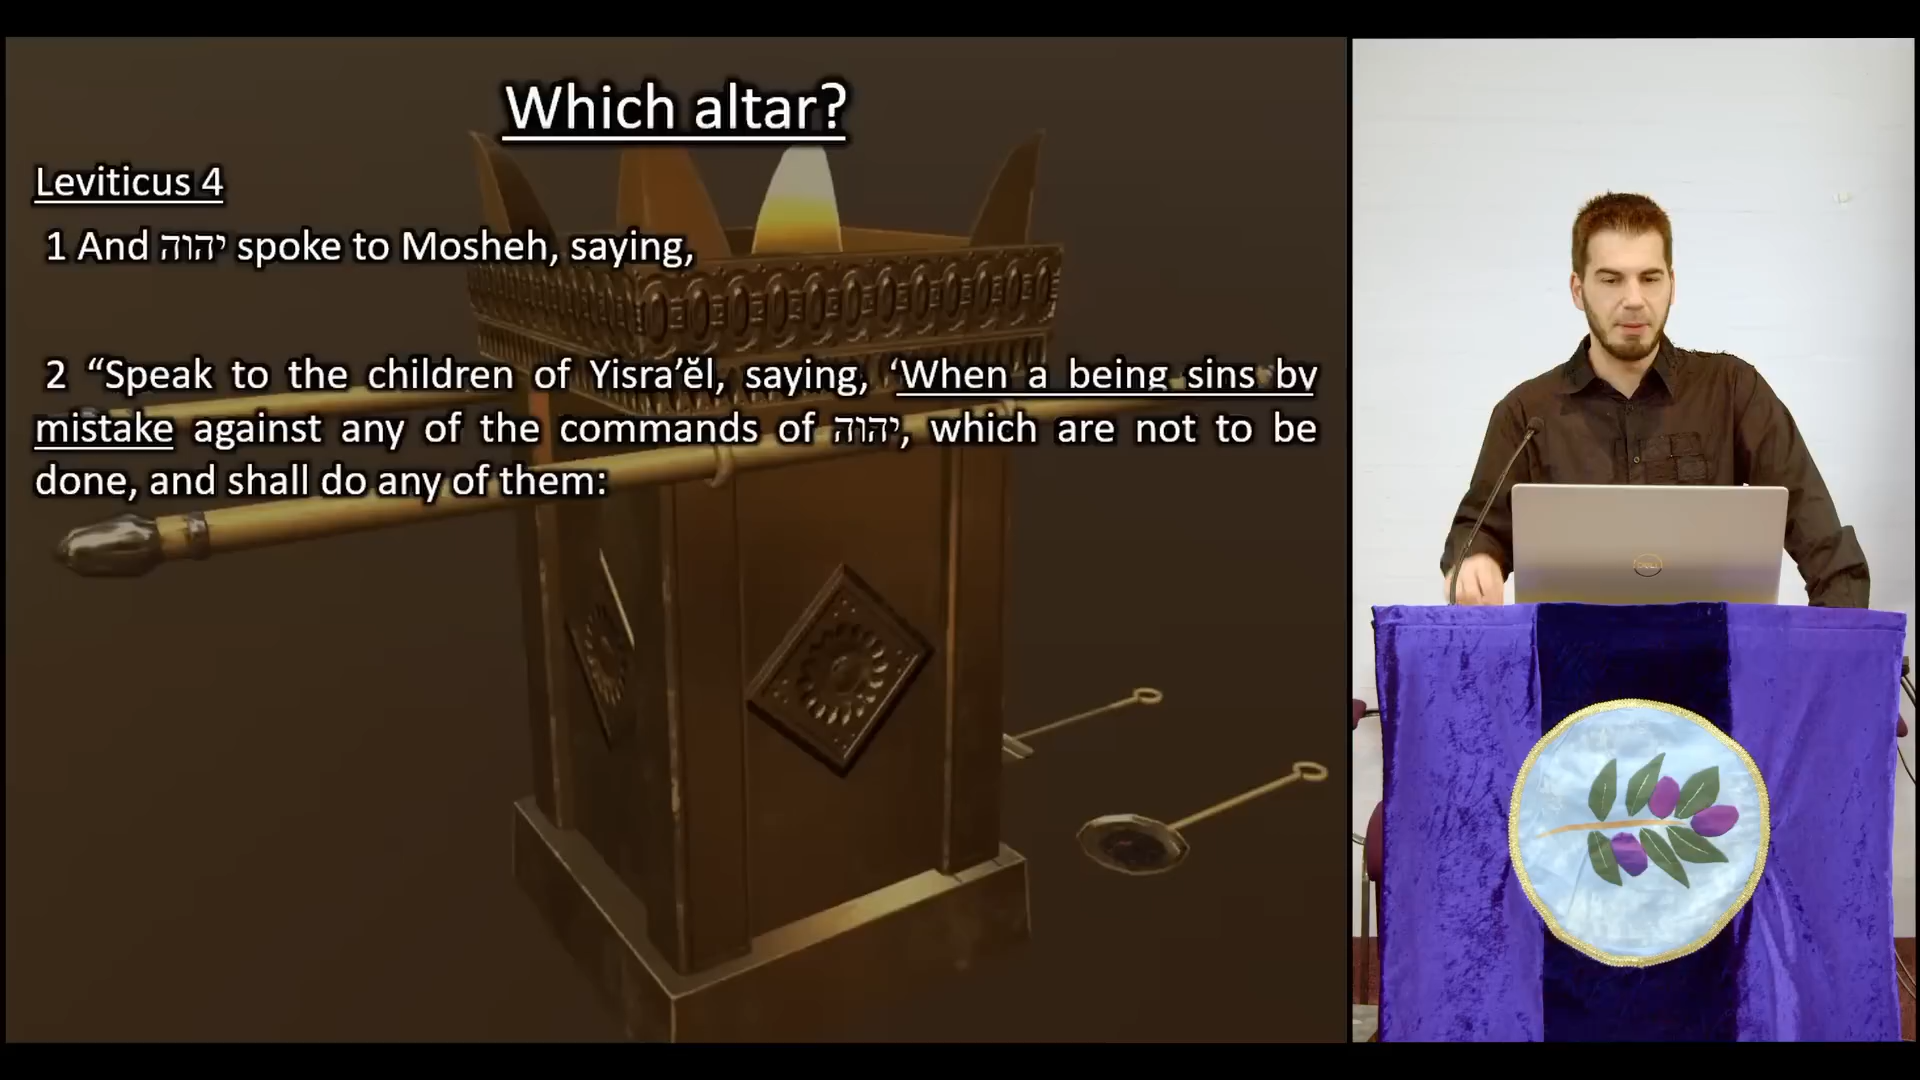 Which altar?
Leviticus 4
1 And יהוה spoke to Mosheh, saying,
2 “Speak to the children of Yisra’ĕl, saying, ‘When a being sins by
mistake against any of the commands of יהוה, which are not to be
done, and shall do any of them:
DELL